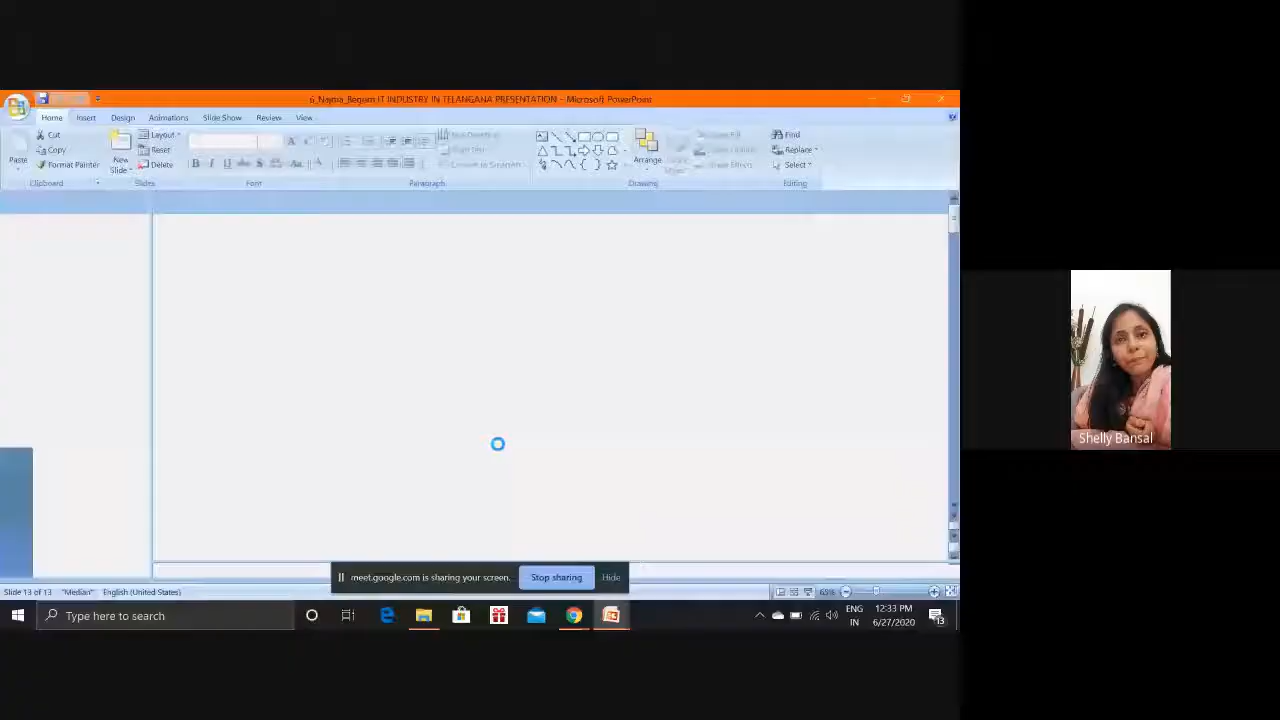 IT INDUSTRY IN TELANGANA PRESENTATION - Microsoft PowerPoint
Home Insert Design Animations Slide Show Review View
Cut
Copy
Format Painter
Paste
New Slide
Layout
Reset
Delete
Arrange
Find
Replace
Select
Clipboard Slides Font Paragraph Drawing Editing
Shelly Bansal
meet.google.com is sharing your screen. Stop sharing Hide
Slide 13 of 13 "Median" English (United States)
Type here to search
ENG
IN
12:33 PM
6/27/2020
13